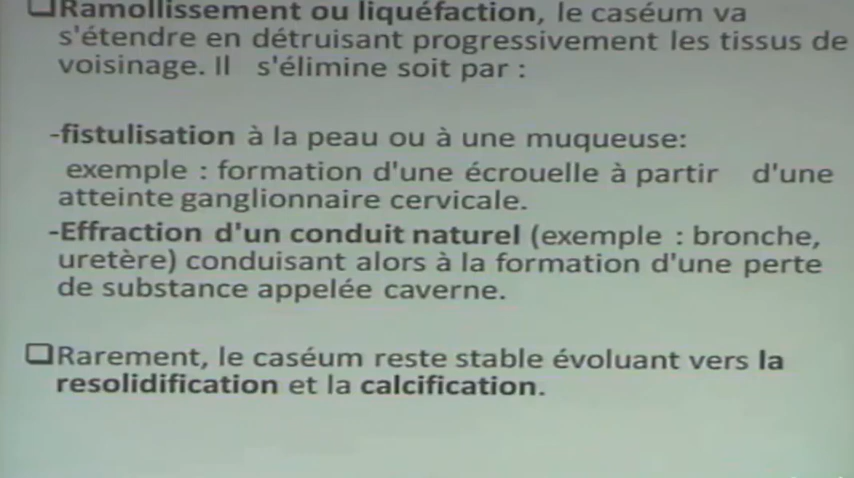 ❑Ramollissement ou liquéfaction, le caséum va
s'étendre en détruisant progressivement les tissus de
voisinage. Il s'élimine soit par :
-fistulisation à la peau ou à une muqueuse:
exemple : formation d'une écrouelle à partir d'une
atteinte ganglionnaire cervicale.
-Effraction d'un conduit naturel (exemple : bronche,
uretère) conduisant alors à la formation d'une perte
de substance appelée caverne.
❑Rarement, le caséum reste stable évoluant vers la
resolidification et la calcification.